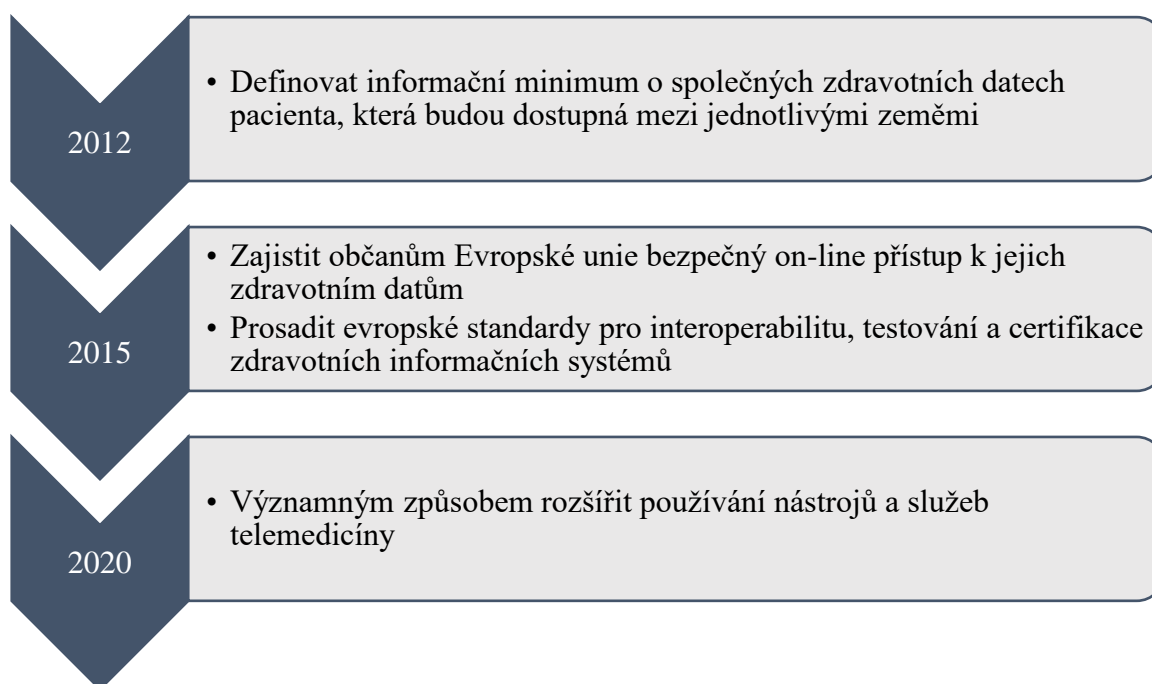 2012
• Definovat informační minimum o společných zdravotních datech
pacienta, která budou dostupná mezi jednotlivými zeměmi
2015
• Zajistit občanům Evropské unie bezpečný on-line přístup k jejich
zdravotním datům
• Prosadit evropské standardy pro interoperabilitu, testování a certifikace
zdravotních informačních systémů
2020
• Významným způsobem rozšířit používání nástrojů a služeb
telemedicíny